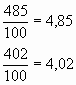 485/100 = 4,85
402/100 = 4,02